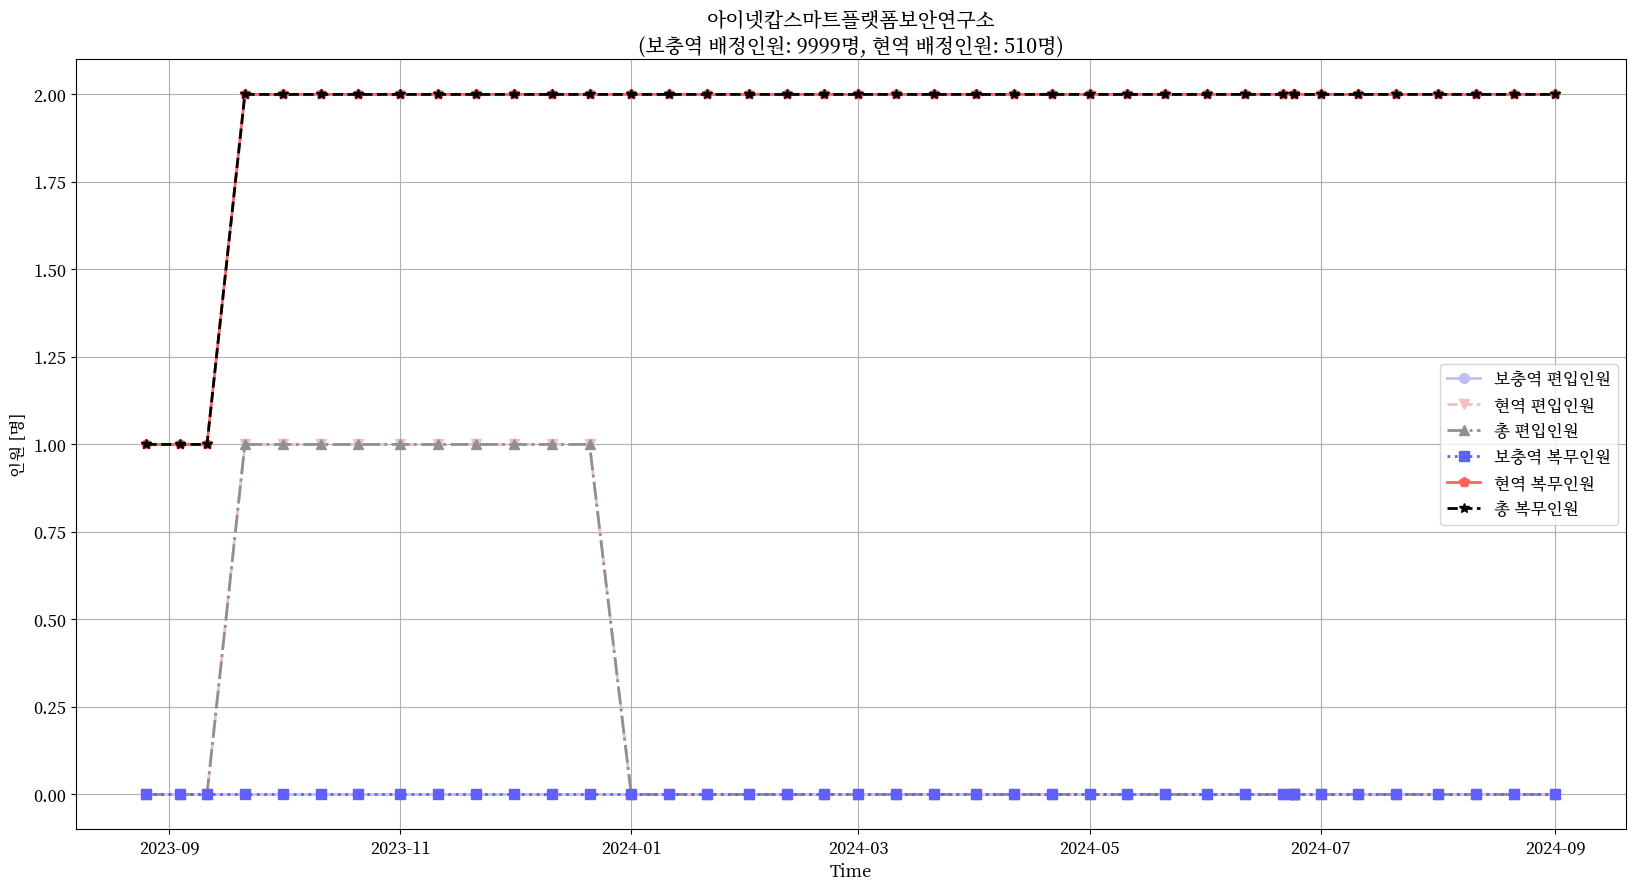 아이넷캅스마트플랫폼보안연구소
(보충역 배정인원: 9999명, 현역 배정인원: 510명)
인원 [명]
2.00
1.75
1.50
1.25
1.00
0.75
0.50
0.25
0.00
보충역 편입인원
현역 편입인원
총 편입인원
보충역 복무인원
현역 복무인원
총 복무인원
2023-09 2023-11 2024-01 2024-03 2024-05 2024-07 2024-09
Time